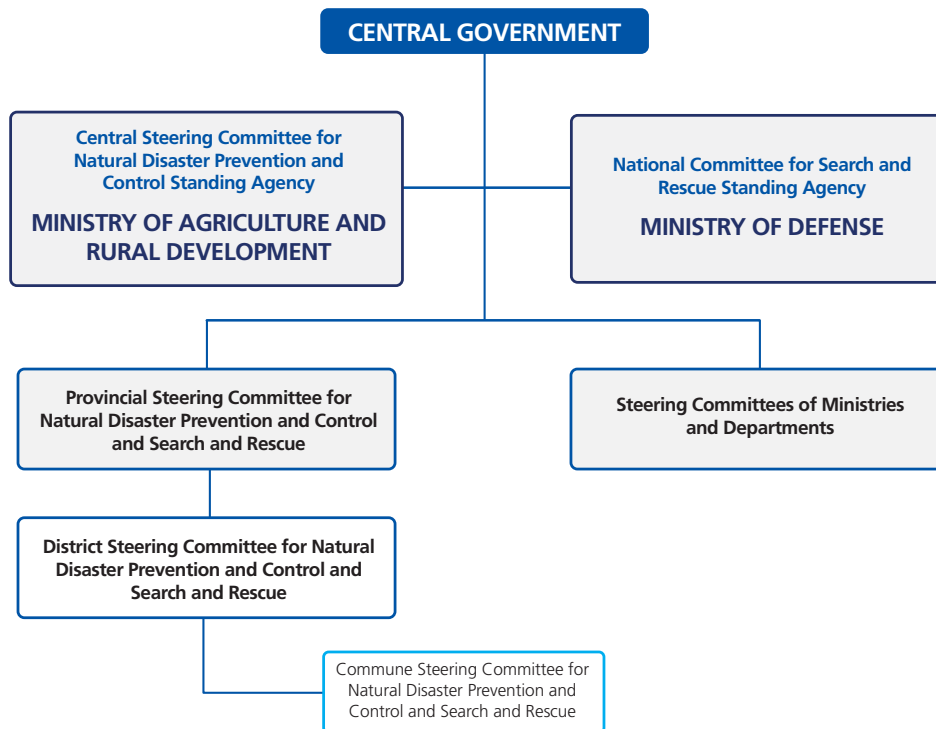 CENTRAL GOVERNMENT
Central Steering Committee for
Natural Disaster Prevention and
Control Standing Agency
MINISTRY OF AGRICULTURE AND
RURAL DEVELOPMENT
National Committee for Search and
Rescue Standing Agency
MINISTRY OF DEFENSE
Provincial Steering Committee for
Natural Disaster Prevention and Control
and Search and Rescue
Steering Committees of Ministries
and Departments
District Steering Committee for Natural
Disaster Prevention and Control and
Search and Rescue
Commune Steering Committee for
Natural Disaster Prevention and
Control and Search and Rescue